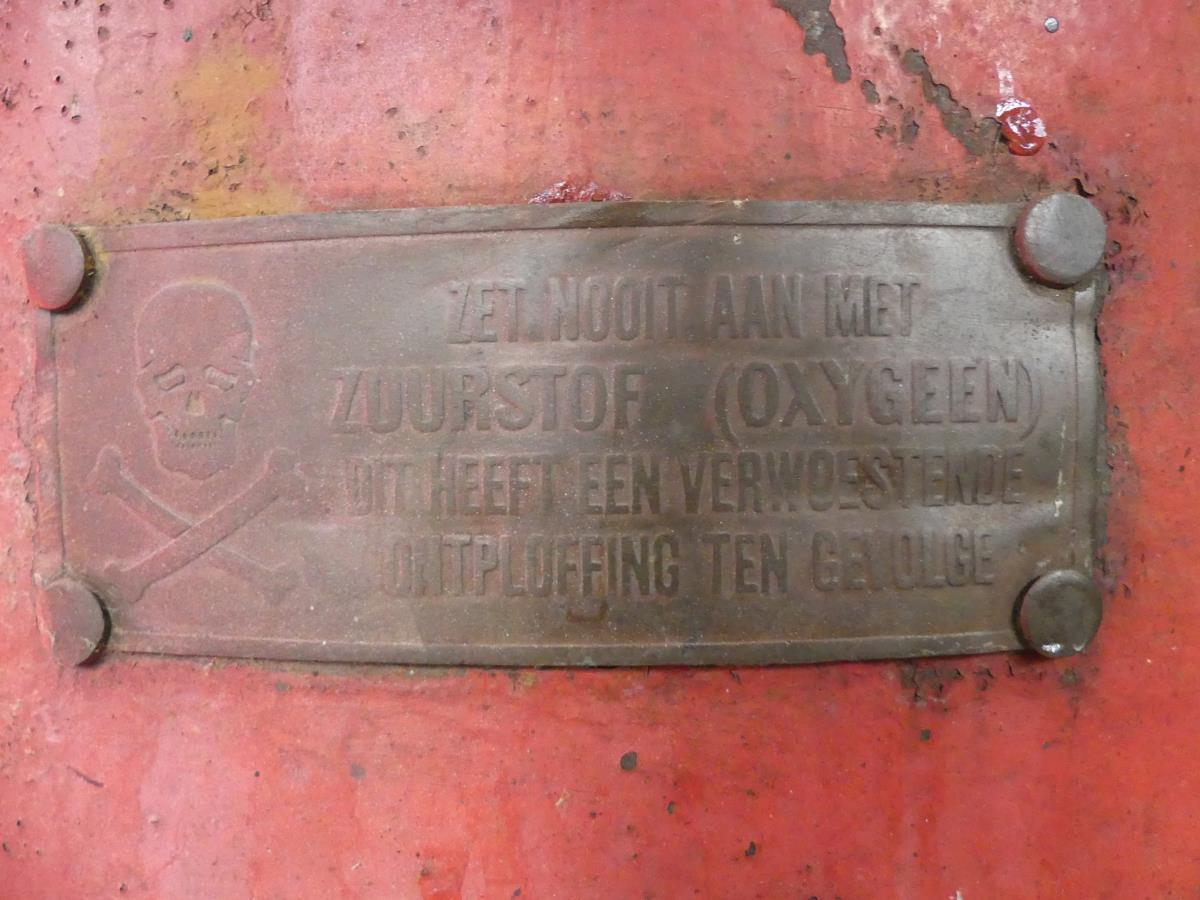 ZET NOOIT AAN MET
ZUURSTOF (OXYGEEN)
DIT HEEFT EEN VERWOESTENDE
ONTPLOFFING TEN GEVOLGE